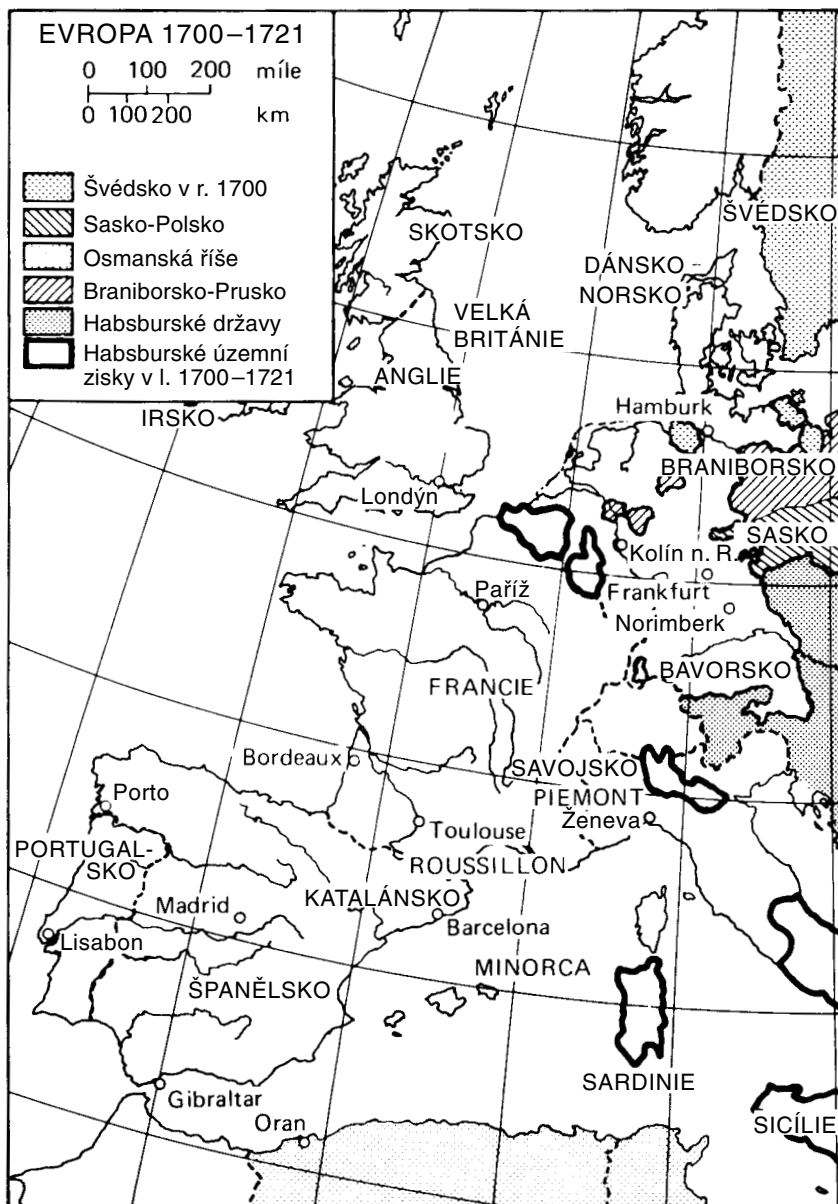 EVROPA 1700–1721
0 100 200 míle
0 100 200 km
Švédsko v r. 1700
Sasko-Polsko
Osmanská říše
Braniborsko-Prusko
Habsburské državy
Habsburské územní
zisky v l. 1700–1721
SKOTSKO
ŠVÉDSKO
DÁNSKO
NORSKO
VELKÁ
BRITÁNIE
ANGLIE
IRSKO
Hamburk
BRANIBORSKO
Londýn
SASKO
Kolín n. R.
Paříž
Frankfurt
Norimberk
BAVORSKO
FRANCIE
Bordeaux
SAVOJSKO
PIEMONT
Ženeva
Porto
Toulouse
PORTUGAL-
SKO
ROUSSILLON
KATALÁNSKO
Madrid
Barcelona
Lisabon
MINORCA
ŠPANĚLSKO
SARDINIE
Gibraltar
Oran
SICÍLIE